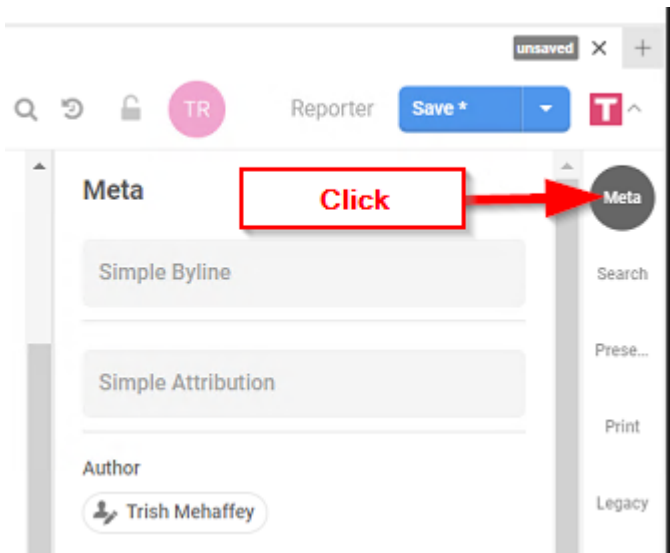 unsaved
TR
Reporter
Save *
T
Meta
Click
Meta
Simple Byline
Search
Prese...
Simple Attribution
Print
Author
Trish Mehaffey
Legacy